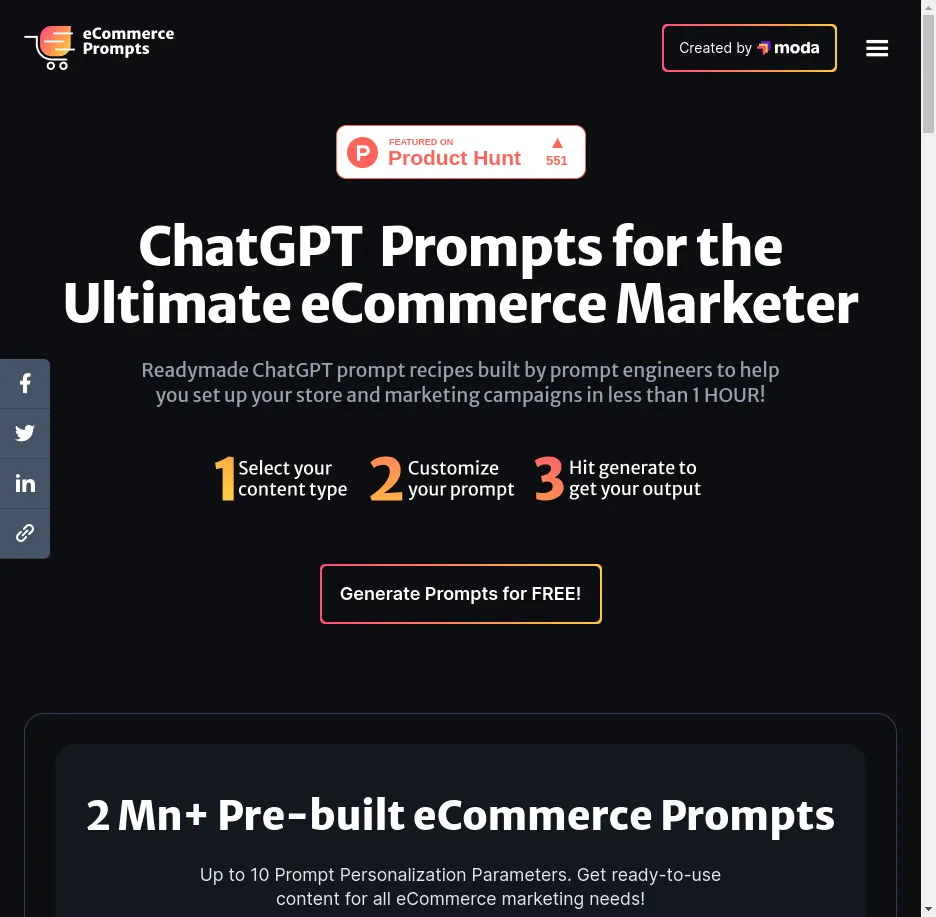 eCommerce
Prompts
Created by moda
FEATURED ON
Product Hunt
551
ChatGPT Prompts for the
Ultimate eCommerce Marketer
Readymade ChatGPT prompt recipes built by prompt engineers to help
you set up your store and marketing campaigns in less than 1 HOUR!
1 Select your
content type
2 Customize
your prompt
3 Hit generate to
get your output
Generate Prompts for FREE!
2 Mn+ Pre-built eCommerce Prompts
Up to 10 Prompt Personalization Parameters. Get ready-to-use
content for all eCommerce marketing needs!